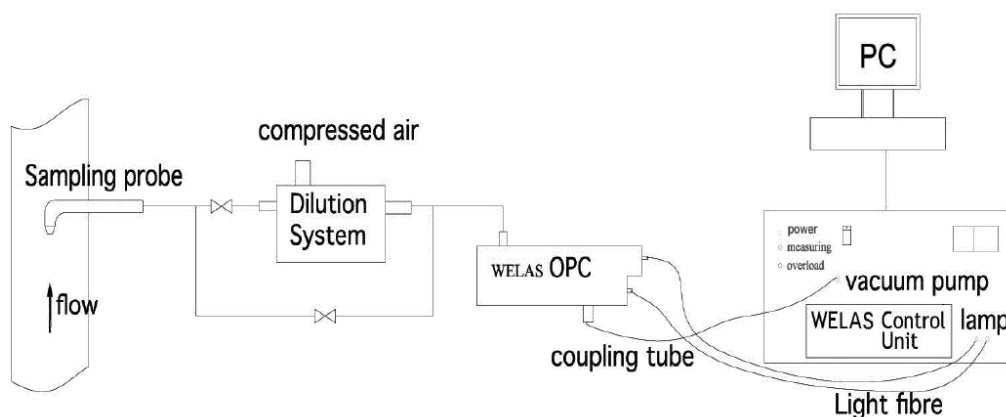 PC
compressed air
Sampling probe
Dilution
System
power
measuring
overload
WELAS OPC
flow
vacuum pump
WELAS Control
Unit
lamp
coupling tube
Light fibre